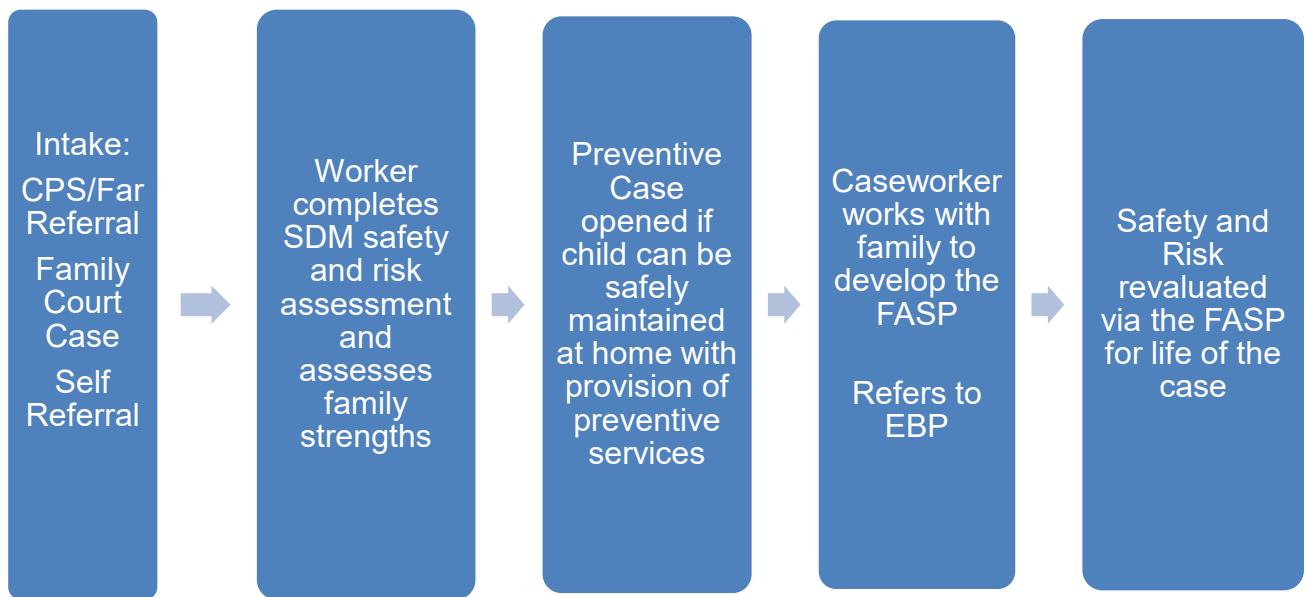 Intake:
CPS/Far
Referral
Family
Court
Case
Self
Referral
Worker
completes
SDM safety
and risk
assessment
and
assesses
family
strengths
Preventive
Case
opened if
child can be
safely
maintained
at home with
provision of
preventive
services
Caseworker
works with
family to
develop the
FASP
Refers to
EBP
Safety and
Risk
revaluated
via the FASP
for life of the
case